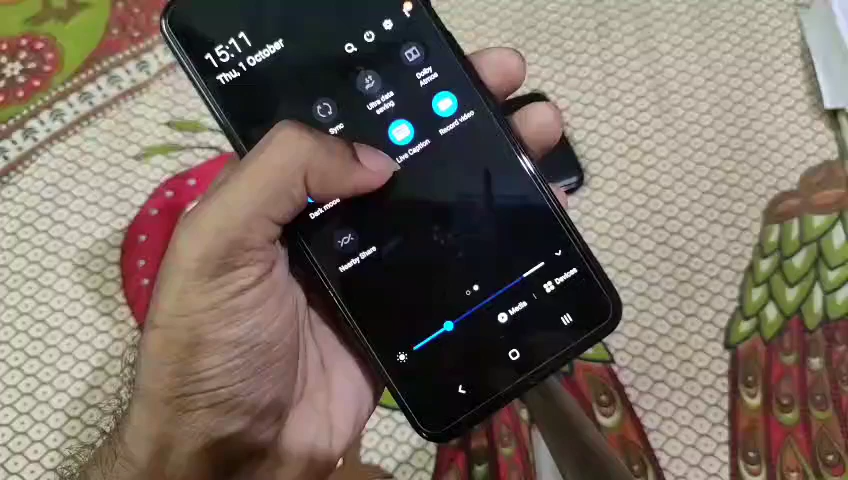 15:11
Thu, 1 October
Sync
Ultra data
saving
Dolby
Atmos
Live Caption
Record video
Dark mode
Nearby Share
Media
Devices